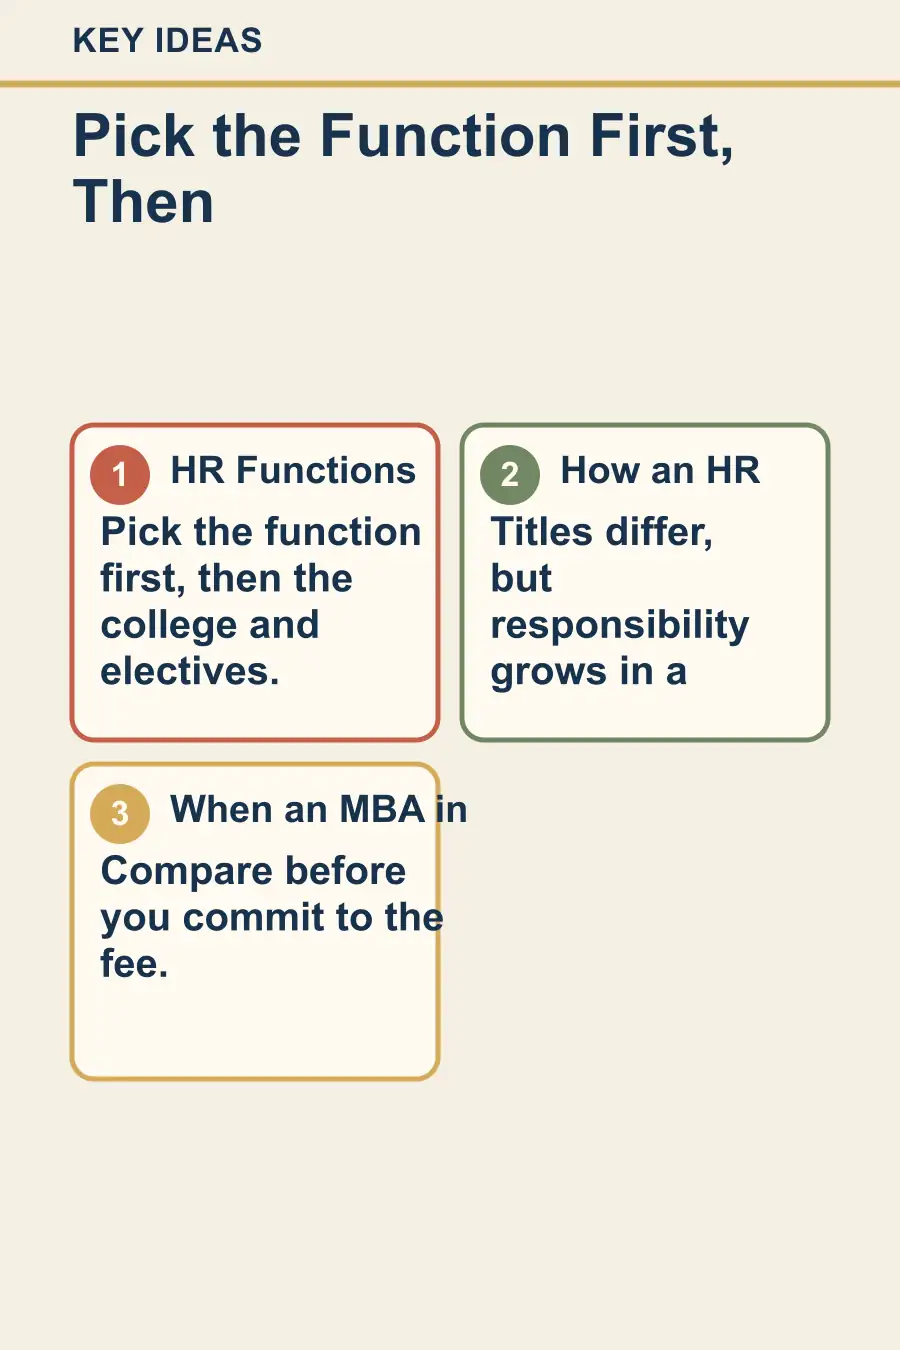 KEY IDEAS
Pick the Function First,
Then
1
HR Functions
Pick the function
first, then the
college and
electives.
2
How an HR
Titles differ,
but
responsibility
grows in a
3
When an MBA in
Compare before
you commit to the
fee.